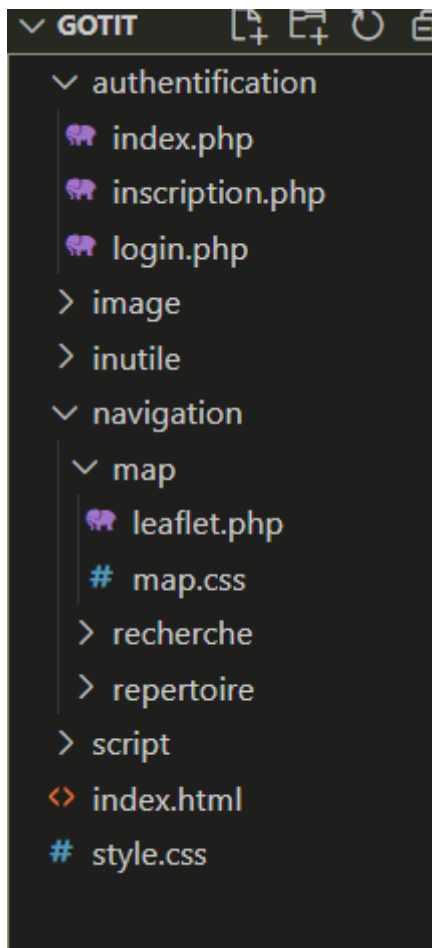 GOTIT
authentification
index.php
inscription.php
login.php
image
inutile
navigation
map
leaflet.php
# map.css
recherche
repertoire
script
<> index.html
# style.css